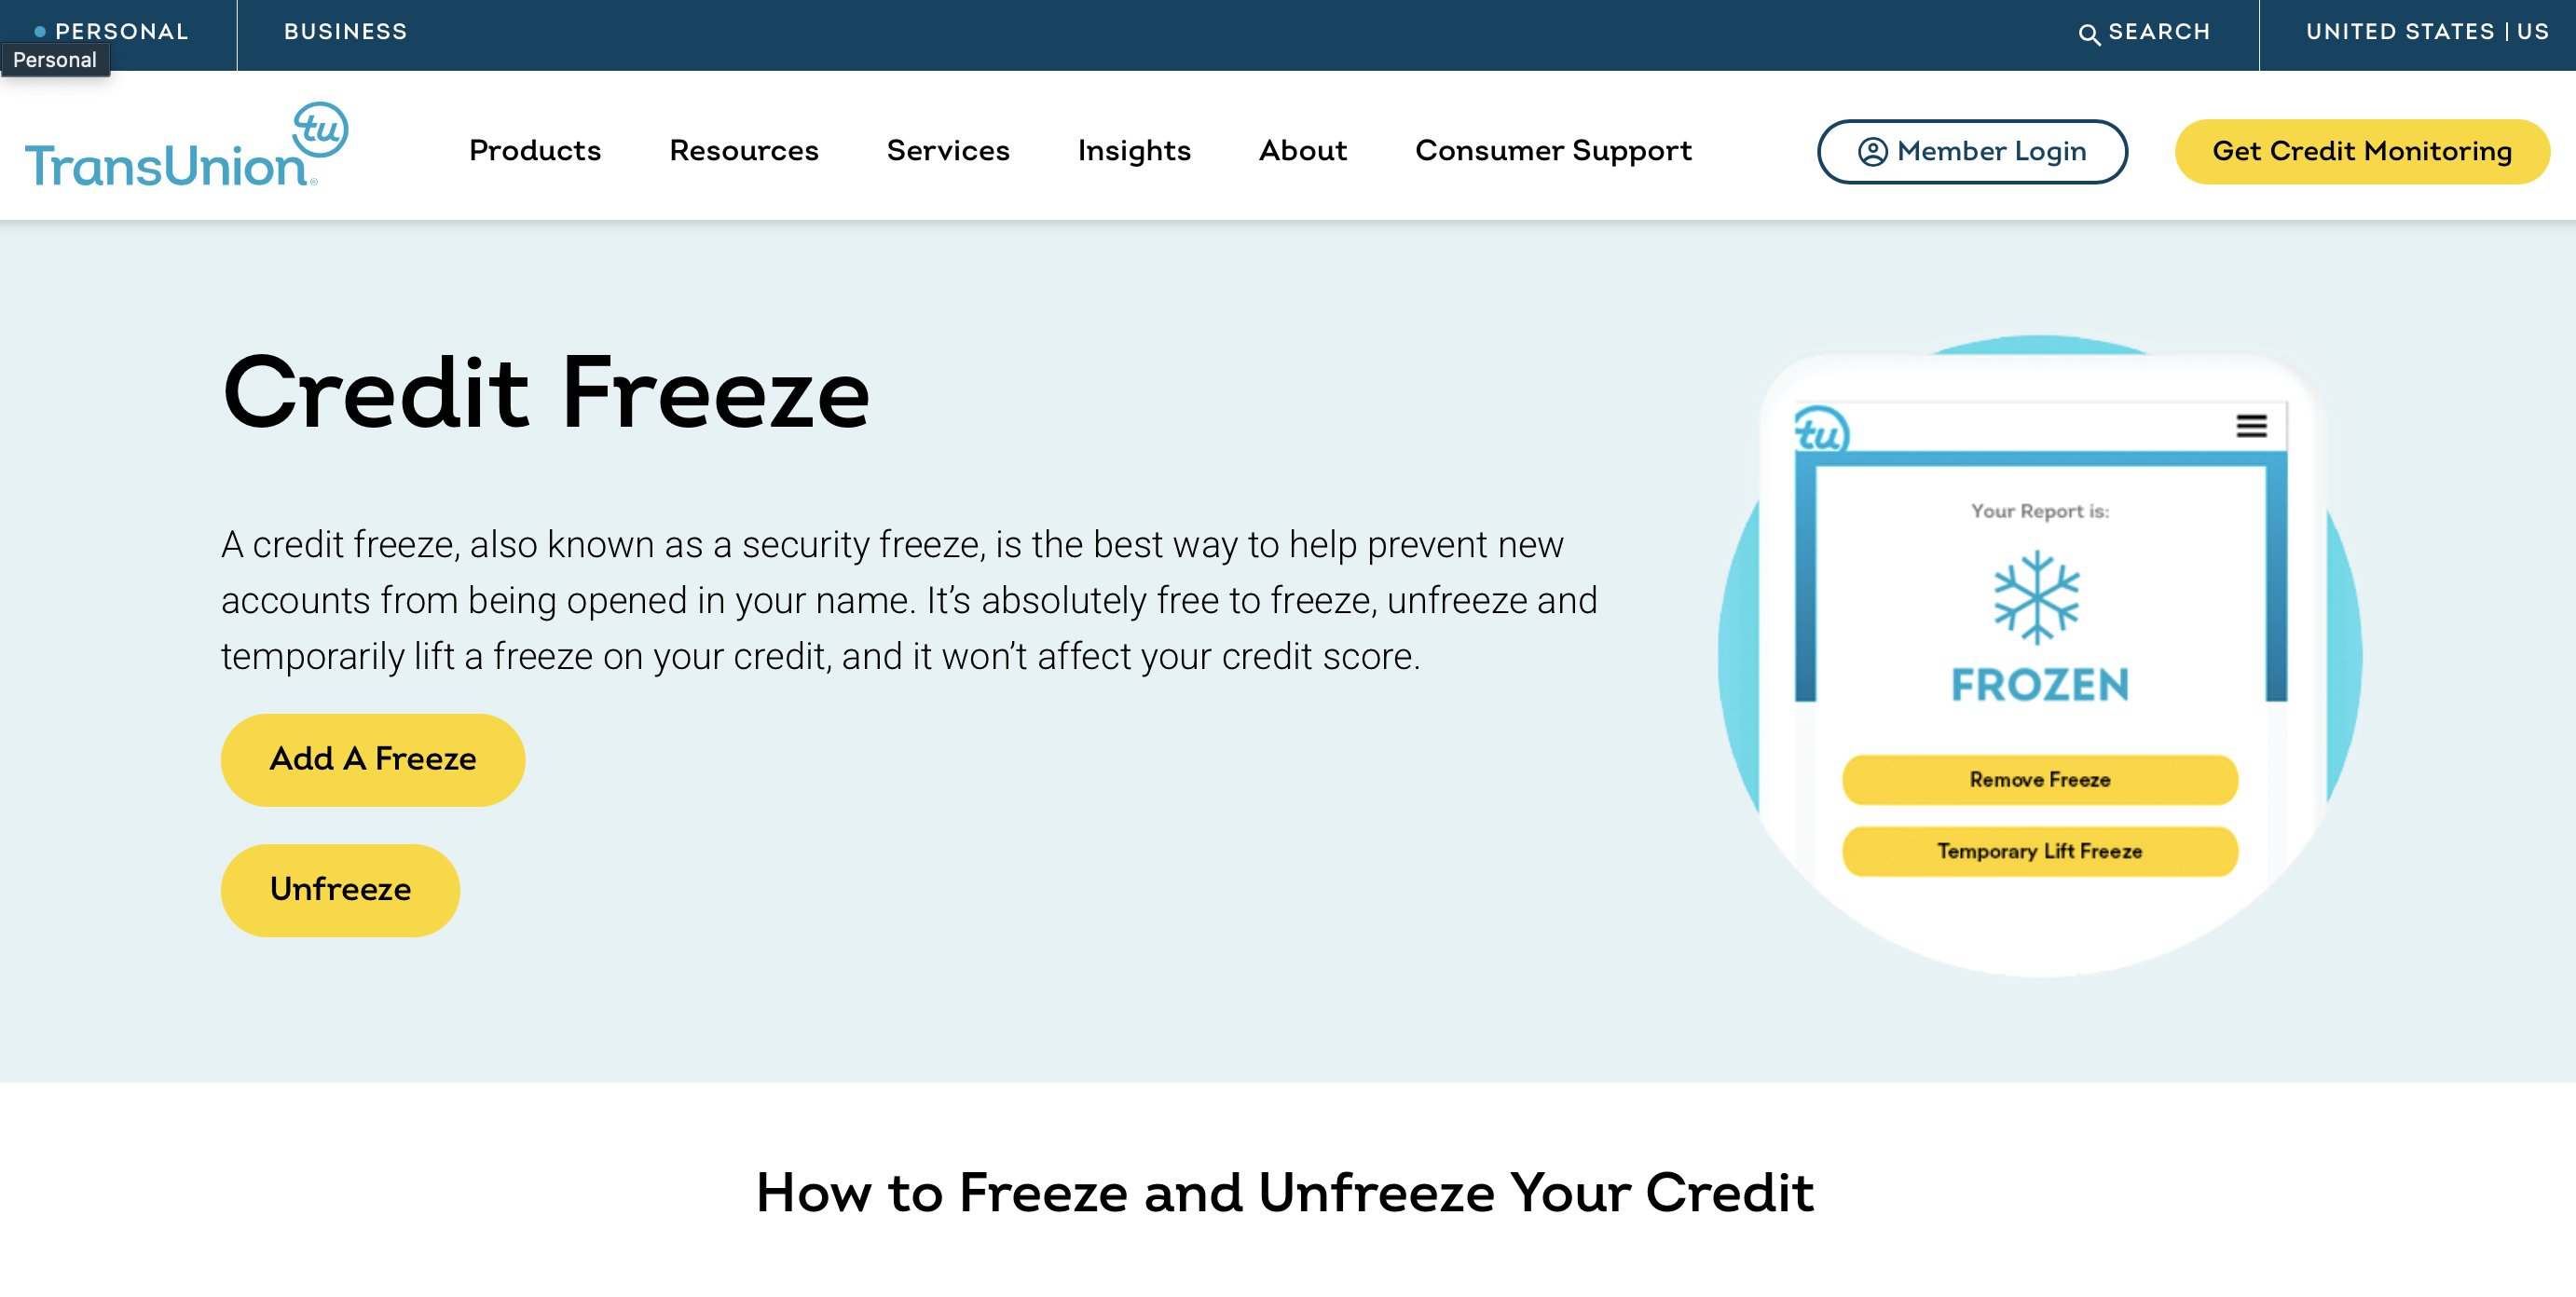 PERSONAL
BUSINESS
SEARCH
UNITED STATES | US
Personal
TransUnion®
tu
Products
Resources
Services
Insights
About
Consumer Support
Member Login
Get Credit Monitoring
Credit Freeze
A credit freeze, also known as a security freeze, is the best way to help prevent new
accounts from being opened in your name. It’s absolutely free to freeze, unfreeze and
temporarily lift a freeze on your credit, and it won’t affect your credit score.
Add A Freeze
Unfreeze
tu
Your Report is:
FROZEN
Remove Freeze
Temporary Lift Freeze
How to Freeze and Unfreeze Your Credit